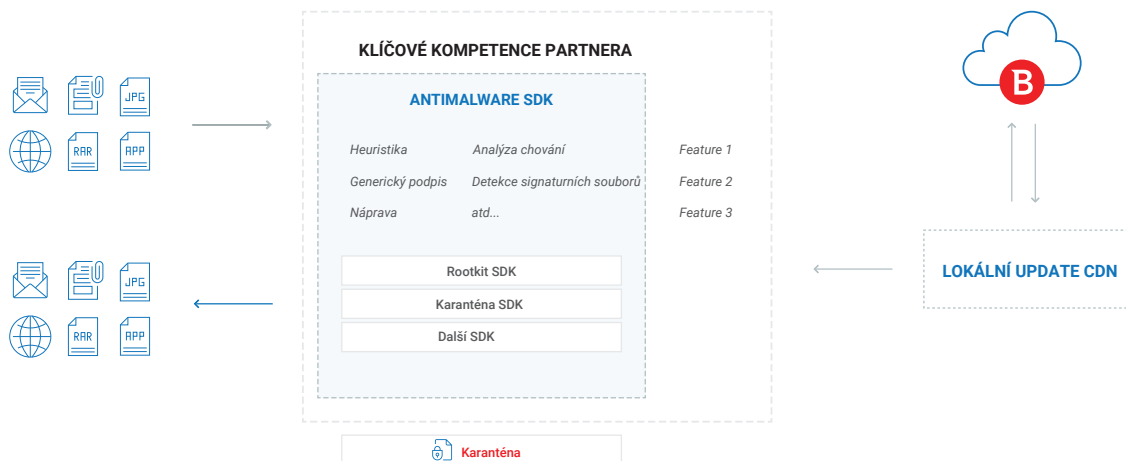 KLÍČOVÉ KOMPETENCE PARTNERA
ANTIMALWARE SDK
Heuristika Analýza chování Feature 1
Generický podpis Detekce signaturních souborů Feature 2
Náprava atd... Feature 3
Rootkit SDK
Karanténa SDK
Další SDK
Karanténa
JPG
RAR APP
JPG
RAR APP
B
LOKÁLNÍ UPDATE CDN